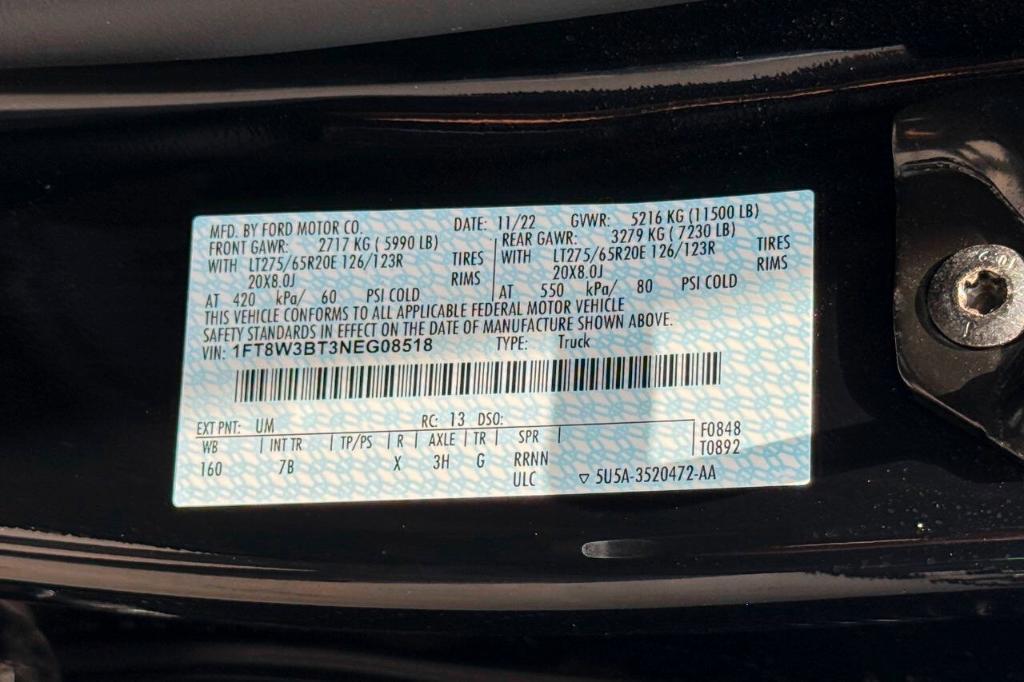 MFD. BY FORD MOTOR CO.
DATE: 11/22 GVWR: 5216 KG (11500 LB)
FRONT GAWR: 2717 KG ( 5990 LB)
WITH LT275/65R20E 126/123R TIRES
20X8.0J RIMS
AT 420 kPa/ 60 PSI COLD
REAR GAWR: 3279 KG ( 7230 LB)
WITH LT275/65R20E 126/123R TIRES
20X8.0J RIMS
AT 550 kPa/ 80 PSI COLD
THIS VEHICLE CONFORMS TO ALL APPLICABLE FEDERAL MOTOR VEHICLE
SAFETY STANDARDS IN EFFECT ON THE DATE OF MANUFACTURE SHOWN ABOVE.
VIN: 1FT8W3BT3NEG08518 TYPE: Truck
EXT PNT: UM RC: 13 DSO:
WB INT TR TP/PS R AXLE TR SPR
160 7B X 3H G RRNN
ULC
F0848
T0892
▽ 5U5A-3520472-AA